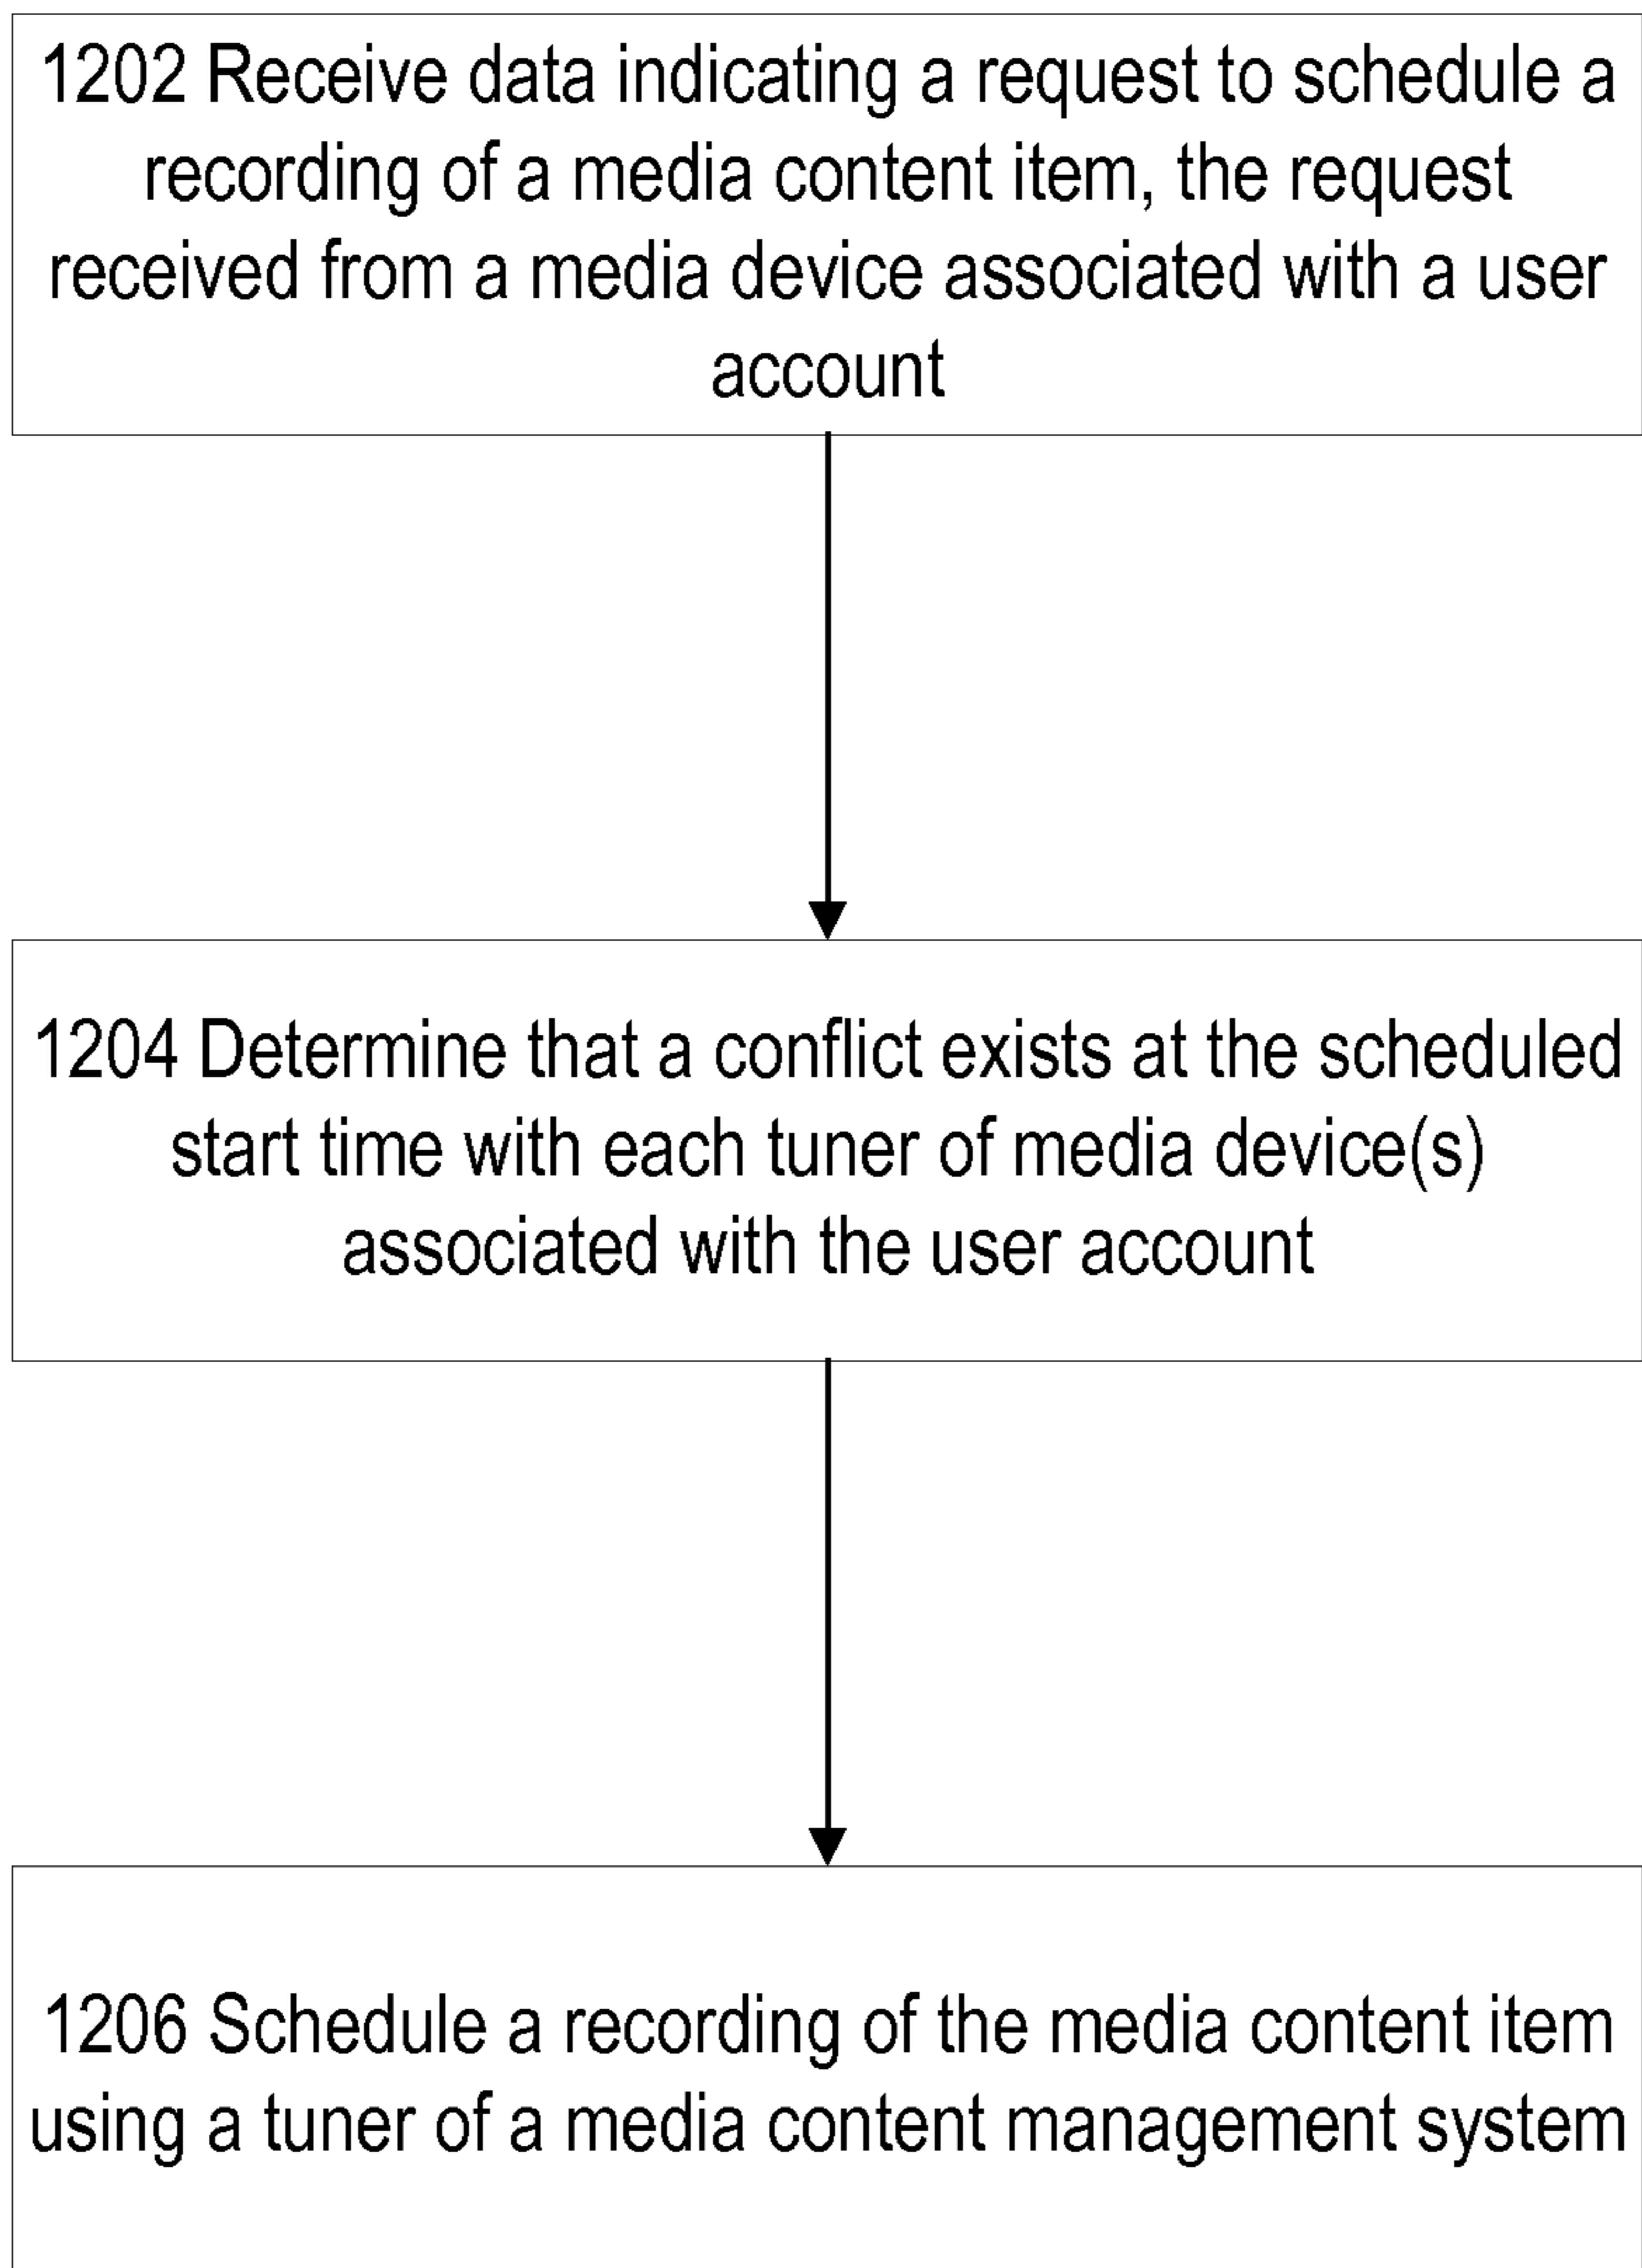 1202 Receive data indicating a request to schedule a
recording of a media content item, the request
received from a media device associated with a user
account
1204 Determine that a conflict exists at the scheduled
start time with each tuner of media device(s)
associated with the user account
1206 Schedule a recording of the media content item
using a tuner of a media content management system